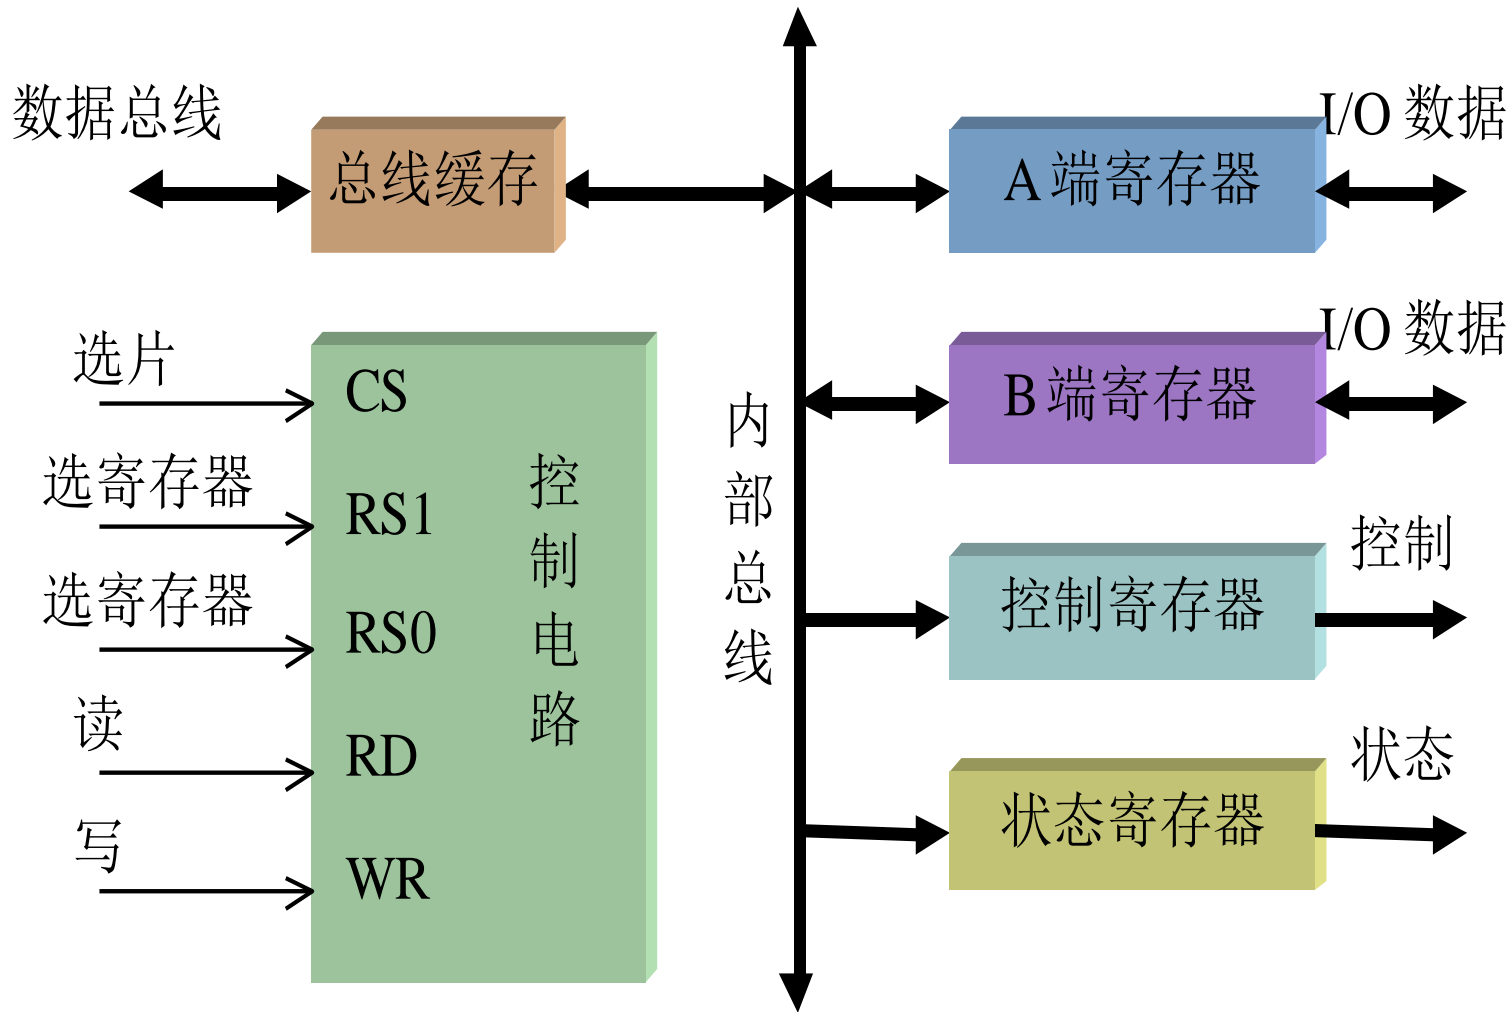 数据总线
总线缓存
A 端寄存器
I/O 数据
B 端寄存器
I/O 数据
选片
CS
选寄存器
RS1
选寄存器
RS0
读
RD
写
WR
控制电路
内部总线
控制寄存器
控制
状态寄存器
状态